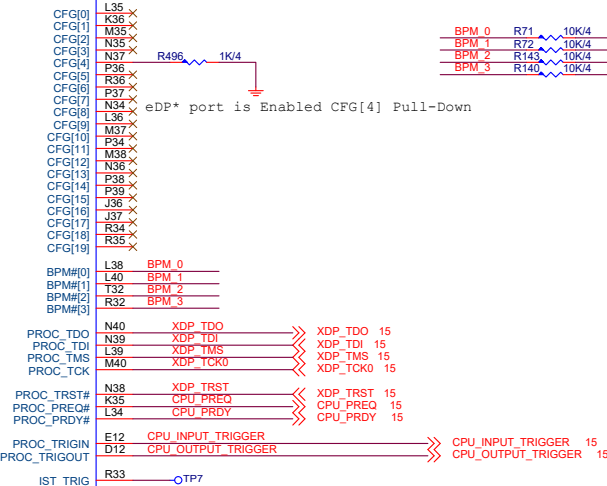 CFG[0] L35
CFG[1] K36
CFG[2] M35
CFG[3] N35
CFG[4] N37 R496 1K/4
CFG[5] P36
CFG[6] R36
CFG[7] P37
CFG[8] N34
CFG[9] L36
CFG[10] M37
CFG[11] P34
CFG[12] M38
CFG[13] N36
CFG[14] P38
CFG[15] P39
CFG[16] J36
CFG[17] J37
CFG[18] R34
CFG[19] R35
BPM_0 R71 10K/4
BPM_1 R72 10K/4
BPM_2 R143 10K/4
BPM_3 R140 10K/4
eDP* port is Enabled CFG[4] Pull-Down
BPM#[0] L38 BPM_0
BPM#[1] L40 BPM_1
BPM#[2] T32 BPM_2
BPM#[3] R32 BPM_3
PROC_TDO N40 XDP_TDO XDP_TDO 15
PROC_TDI N39 XDP_TDI XDP_TDI 15
PROC_TMS L39 XDP_TMS XDP_TMS 15
PROC_TCK M40 XDP_TCK0 XDP_TCK0 15
PROC_TRST# N38 XDP_TRST XDP_TRST 15
PROC_PREQ# K35 CPU_PREQ CPU_PREQ 15
PROC_PRDY# L34 CPU_PRDY CPU_PRDY 15
PROC_TRIGIN E12 CPU_INPUT_TRIGGER CPU_INPUT_TRIGGER 15
PROC_TRIGOUT D12 CPU_OUTPUT_TRIGGER CPU_OUTPUT_TRIGGER 15
IST_TRIG R33 TP7